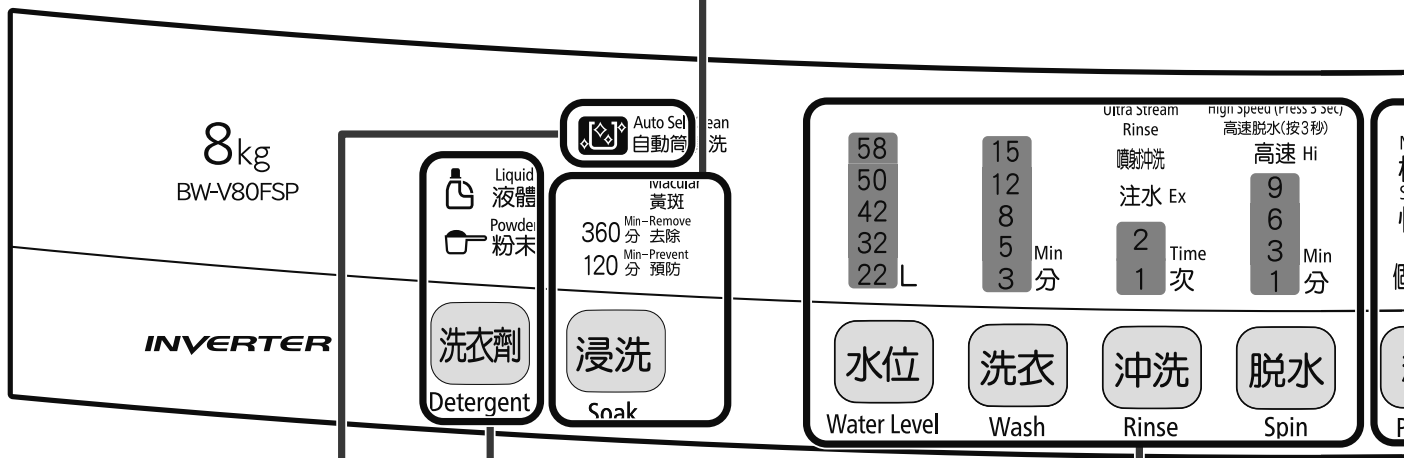 8kg
BW-V80FSP
INVERTER
Liquid
液體
Powde
粉末
洗衣劑
Detergent
Auto Sel ean
自動筒 洗
Macular
黃斑
360 Min-Remove
分 去除
120 Min-Prevent
分 預防
浸洗
Soak
58
50
42
32
22 L
水位
Water Level
15
12
8
5 Min
3 分
洗衣
Wash
Ultra Stream
Rinse
噴射沖洗
注水 Ex
2 Time
1 次
沖洗
Rinse
High Speed (Press 3 Sec)
高速脱水(按3秒)
高速 Hi
9
6
3 Min
1 分
脱水
Spin